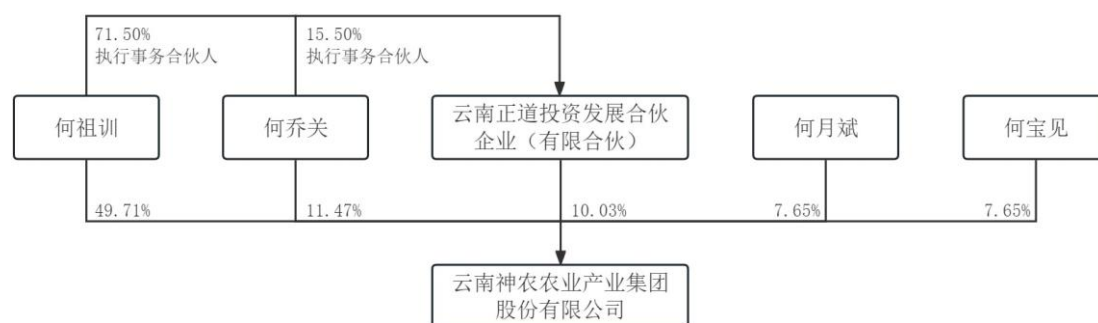 71.50%
执行事务合伙人
15.50%
执行事务合伙人
何祖训
何乔关
云南正道投资发展合伙
企业（有限合伙）
何月斌
何宝见
49.71%
11.47%
10.03%
7.65%
7.65%
云南神农农业产业集团
股份有限公司